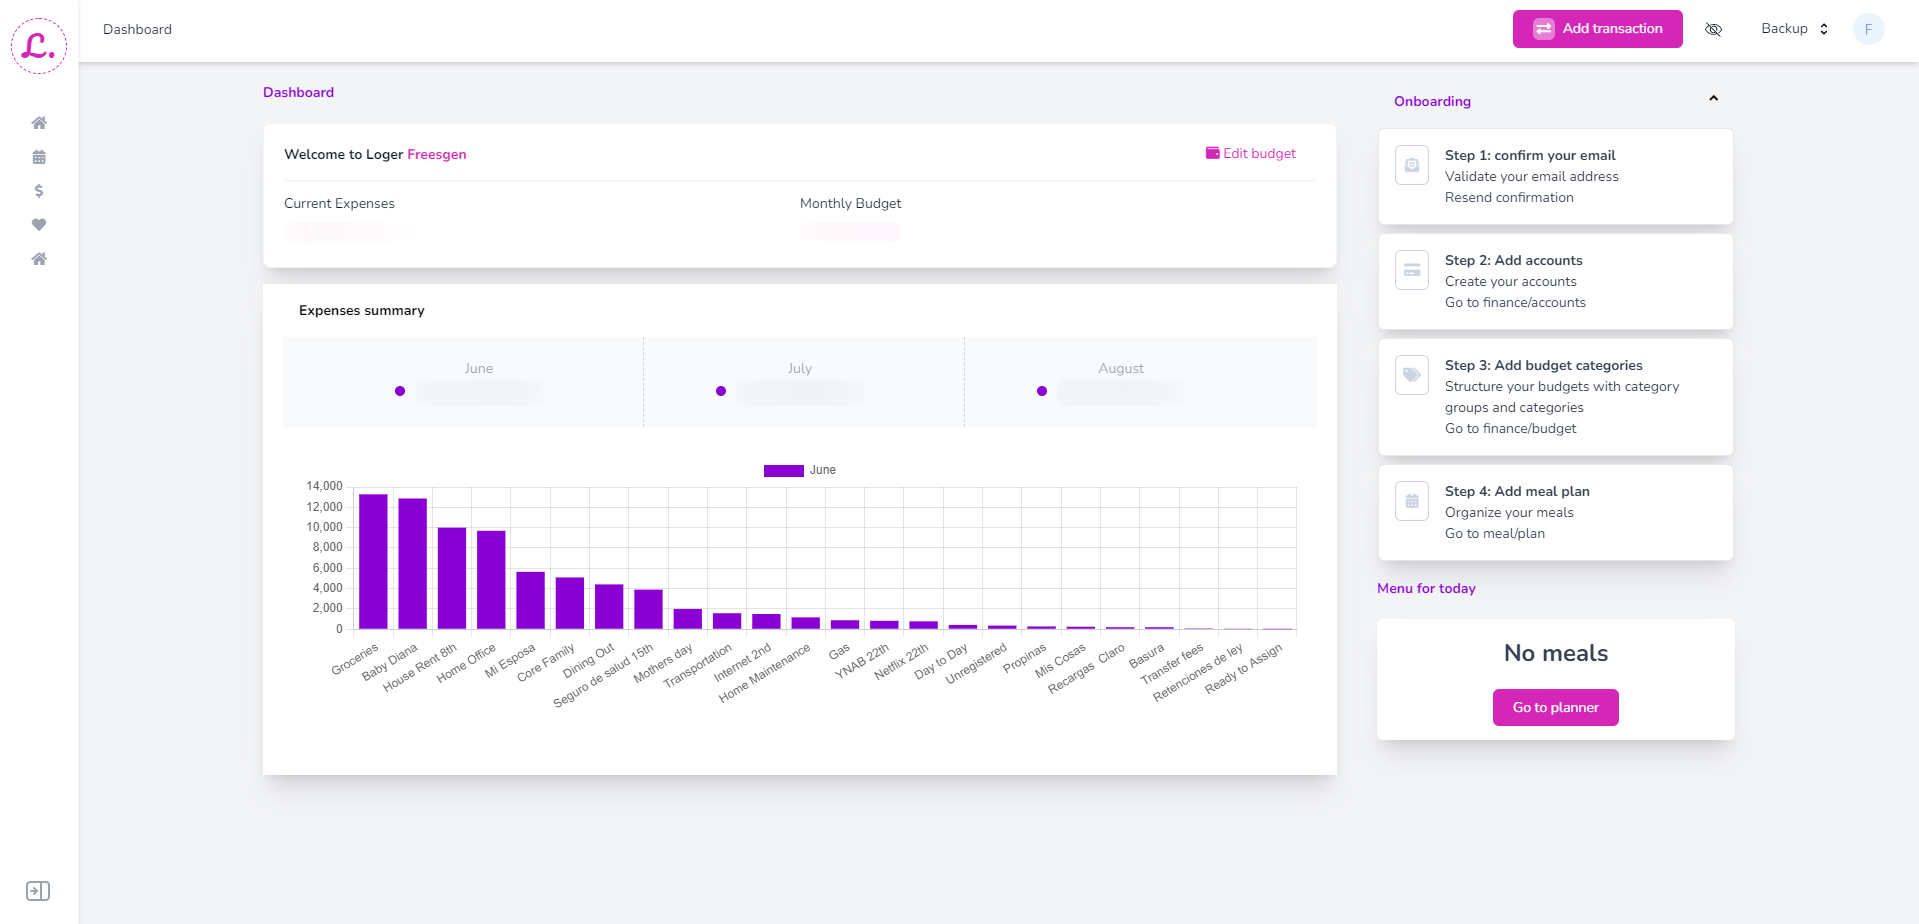 L.
Dashboard
Add transaction
Backup
F
Dashboard
Welcome to Loger Freesgen
Edit budget
Current Expenses
Monthly Budget
Expenses summary
June
July
August
June
14,000
12,000
10,000
8,000
6,000
4,000
2,000
0
Groceries
Baby Diana
House Rent 8th
Home Office
Mi Esposa
Core Family
Dining Out
Seguro de salud 15th
Mothers day
Transportation
Internet 2nd
Home Maintenance
Gas
YNAB 22th
Netflix 22th
Day to Day
Unregistered
Propinas
Mis Cosas
Recargas Claro
Basura
Transfer fees
Retenciones de ley
Ready to Assign
Onboarding
Step 1: confirm your email
Validate your email address
Resend confirmation
Step 2: Add accounts
Create your accounts
Go to finance/accounts
Step 3: Add budget categories
Structure your budgets with category
groups and categories
Go to finance/budget
Step 4: Add meal plan
Organize your meals
Go to meal/plan
Menu for today
No meals
Go to planner